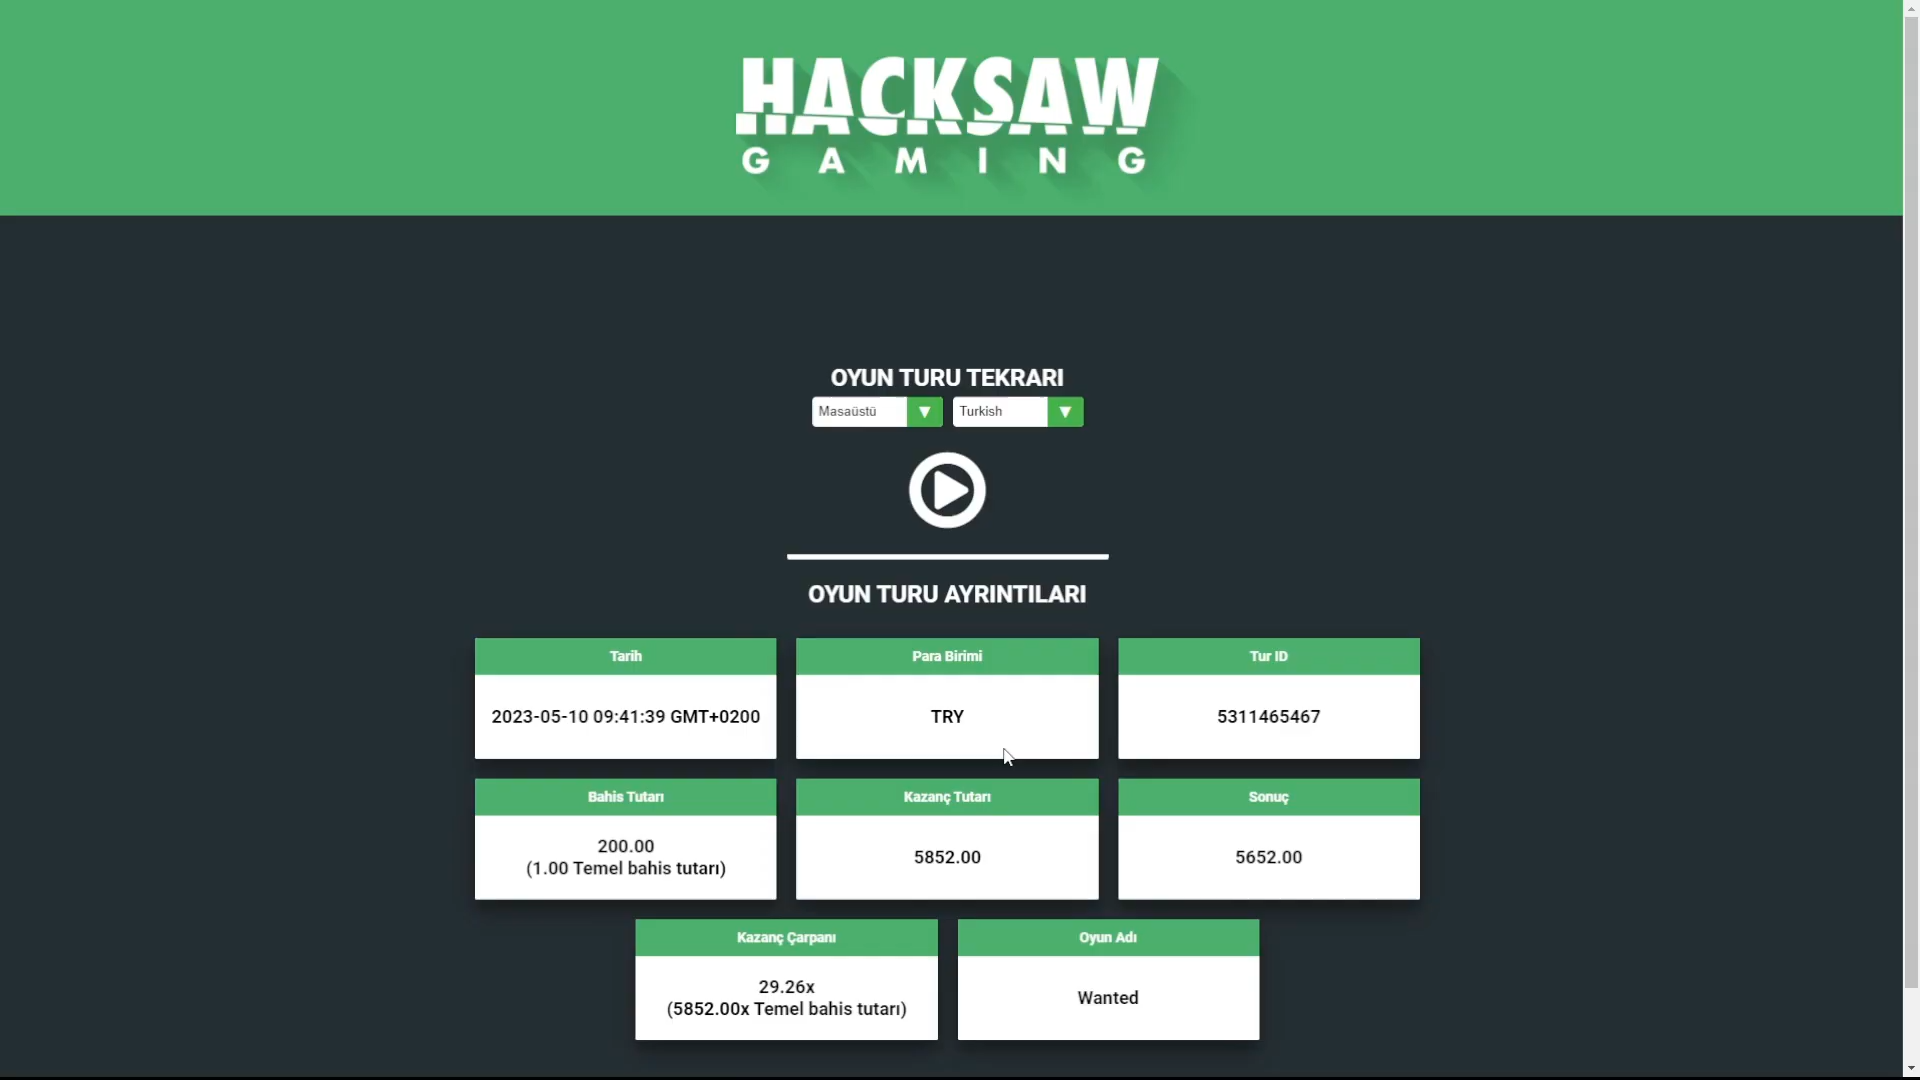 HACKSAW
GAMING
OYUN TURU TEKRARI
Masaüstü ▼ Turkish ▼
OYUN TURU AYRINTILARI
Tarih
2023-05-10 09:41:39 GMT+0200
Para Birimi
TRY
Tur ID
5311465467
Bahis Tutarı
200.00
(1.00 Temel bahis tutarı)
Kazanç Tutarı
5852.00
Sonuç
5652.00
Kazanç Çarpanı
29.26x
(5852.00x Temel bahis tutarı)
Oyun Adı
Wanted